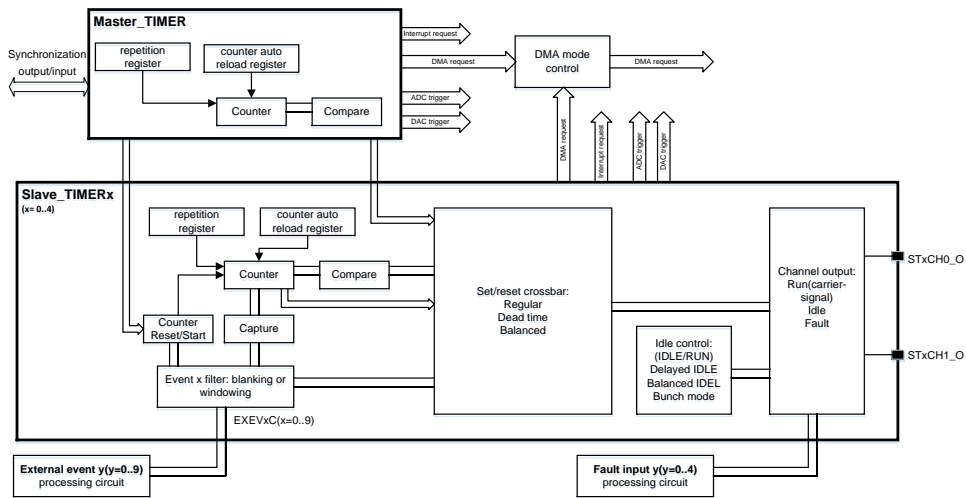 Master_TIMER
Synchronization
output/input
repetition
register
counter auto
reload register
Counter
Compare
Interrupt request
DMA request
ADC trigger
DAC trigger
DMA mode
control
DMA request
DMA request
Interrupt request
ADC trigger
DAC trigger
Slave_TIMERx
(x= 0..4)
repetition
register
counter auto
reload register
Counter
Compare
Counter
Reset/Start
Capture
Event x filter: blanking or
windowing
EXEVxC(x=0..9)
Set/reset crossbar:
Regular
Dead time
Balanced
Idle control:
(IDLE/RUN)
Delayed IDLE
Balanced IDEL
Bunch mode
Channel output:
Run(carrier-
signal)
Idle
Fault
STxCH0_O
STxCH1_O
External event y(y=0..9)
processing circuit
Fault input y(y=0..4)
processing circuit